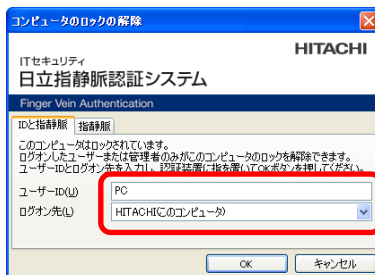 コンピュータのロックの解除
HITACHI
ITセキュリティ
日立指静脈認証システム
Finger Vein Authentication
IDと指静脈 指静脈
このコンピュータはロックされています。
ログオンしたユーザーまたは管理者のみがこのコンピュータのロックを解除できます。
ユーザーIDとログオン先を入力し、認証装置に指を置いてOKボタンを押してください。
ユーザーID(U) PC
ログオン先(L) HITACHI(このコンピュータ)
OK キャンセル